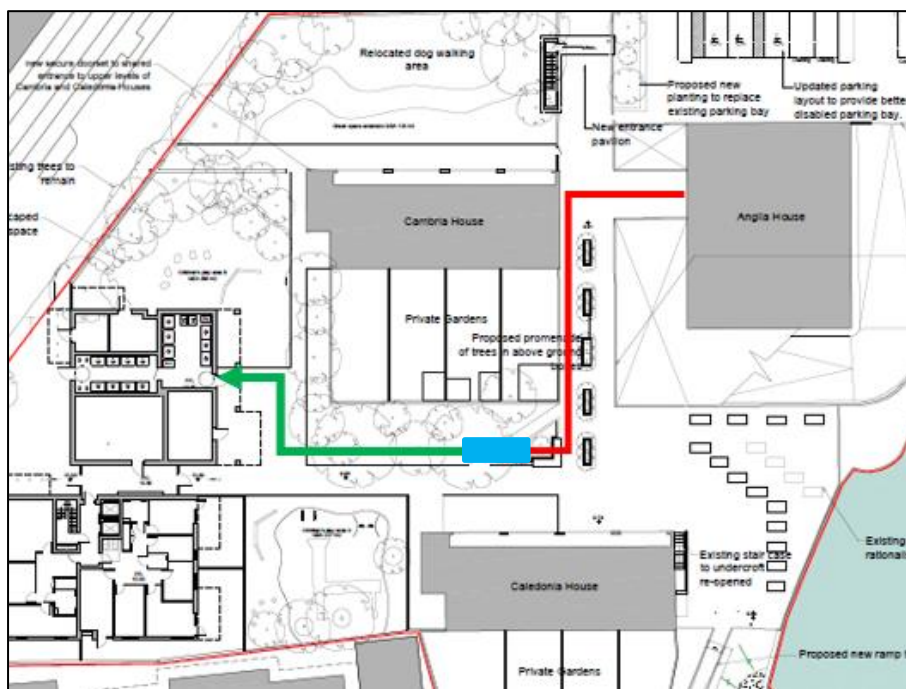 Relocated dog walking
area
new secure doorset to shared
entrance to upper levels of
Cambria and Caledonia Houses
Proposed new
planting to replace
existing parking bay
Updated parking
layout to provide bette
disabled parking bay.
New entrance
pavilion
sting trees to
remain
caped
space
Cambria House
Anglia House
Private Gardens
Proposed promenade
of trees in above ground
Existing
rationali
Existing stair case
to undercroft
re-opened
Caledonia House
Proposed new ramp t
Private Gardens